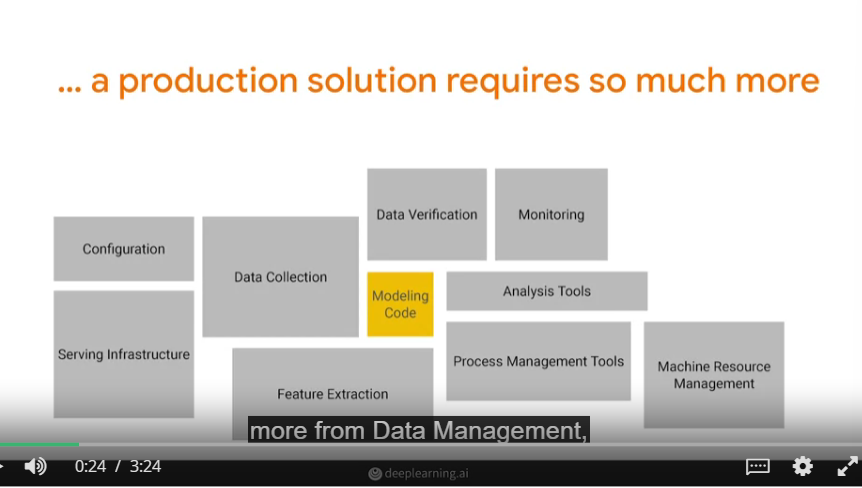 ... a production solution requires so much more
Data Verification
Monitoring
Configuration
Data Collection
Modeling
Code
Analysis Tools
Serving Infrastructure
Process Management Tools
Machine Resource
Management
Feature Extraction
more from Data Management,
0:24 / 3:24
deeplearning.ai